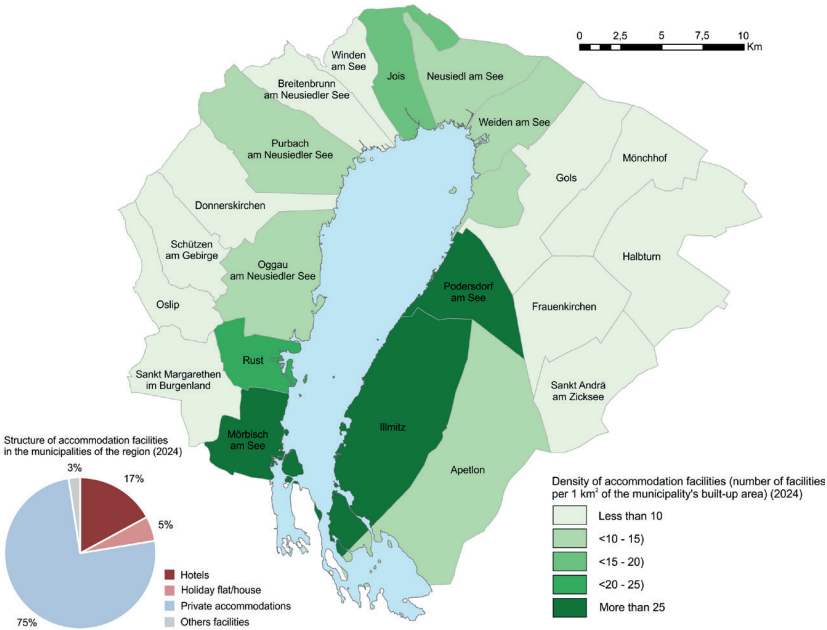 0 2,5 5 10
Km
Winden
am See
Jois
Neusiedl am See
Breitenbrunn
am Neusiedler See
Weiden am See
Purbach
am Neusiedler See
Mönchhof
Gols
Donnerskirchen
Schützen
am Gebirge
Halbturn
Oggau
am Neusiedler See
Podersdorf
am See
Oslip
Frauenkirchen
Rust
Sankt Margarethen
im Burgenland
Sankt Andrä
am Zicksee
Illmitz
Mörbisch
am See
Apetlon
Structure of accommodation facilities
in the municipalities of the region (2024)
3%
17%
5%
75%
Hotels
Holiday flat/house
Private accommodations
Others facilities
Density of accommodation facilities (number of facilities
per 1 km² of the municipality's built-up area) (2024)
Less than 10
<10 - 15)
<15 - 20)
<20 - 25)
More than 25